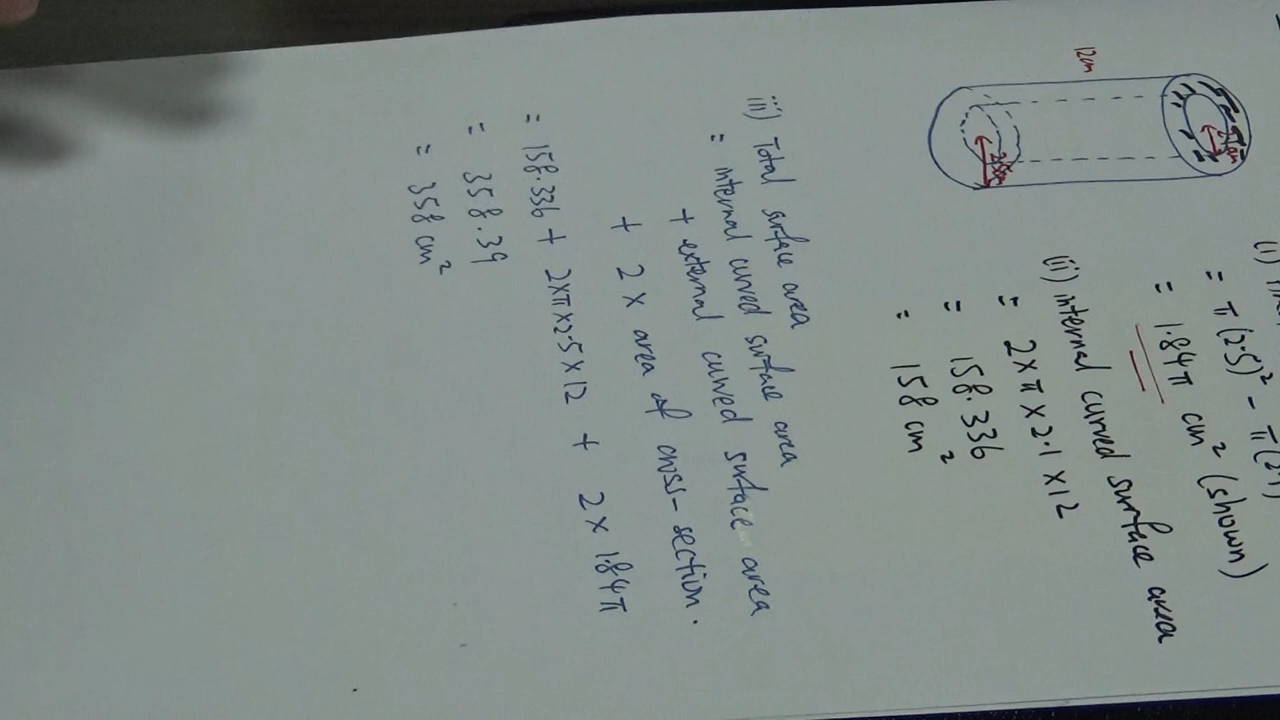 12cm
2.5cm
(i)
= π(2.5)² - π(2.1)
= 1.84π cm² (shown)
(ii) internal curved surface area
= 2×π×2.1×12
= 158.336
= 158 cm²
iii) Total surface area
= internal curved surface area
+ external curved surface area
+ 2 × area of cross-section.
= 158.336 + 2×π×2.5×12 + 2×1.84π
= 358.39
= 358 cm²